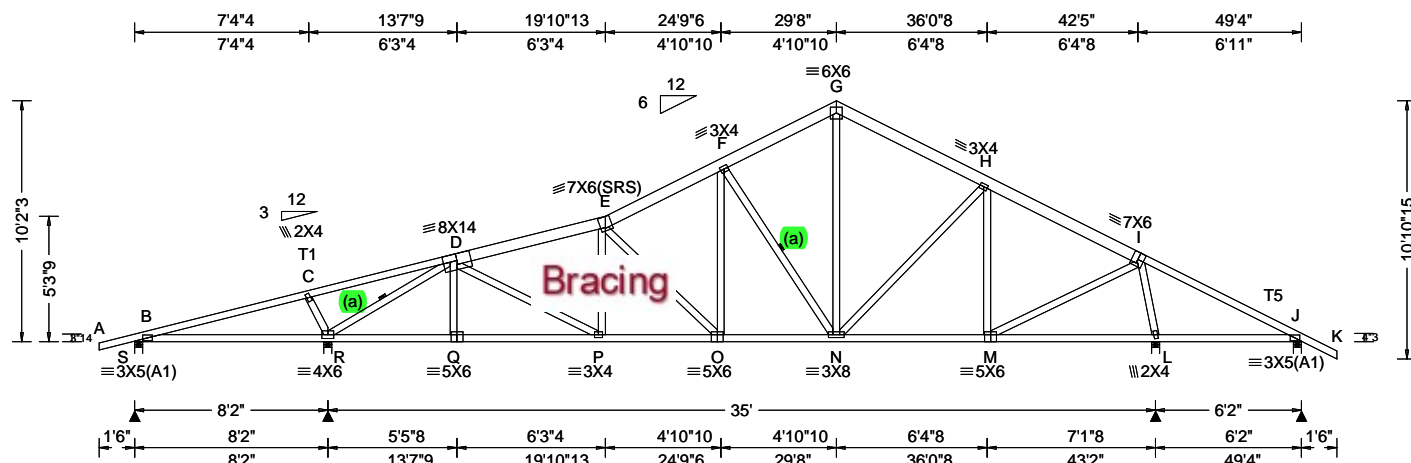 7'4"4 13'7"9 19'10"13 24'9"6 29'8" 36'0"8 42'5" 49'4"
7'4"4 6'3"4 6'3"4 4'10"10 4'10"10 6'4"8 6'4"8 6'11"
≡6X6
G
12
6
≡3X4
F
≡3X4
H
≡7X6(SRS)
E
12
3
≡2X4
≡8X14
D
≡7X6
I
T1
C
(a)
(a)
Bracing
T5
J
10'2"3
5'3"9
10'10"15
A
B
K
4"3
S R Q P O N M L
≡3X5(A1) ≡4X6 ≡5X6 ≡3X4 ≡5X6 ≡3X8 ≡5X6 ≡2X4 ≡3X5(A1)
8'2" 35' 6'2"
1'6" 8'2" 5'5"8 6'3"4 4'10"10 4'10"10 6'4"8 7'1"8 6'2" 1'6"
8'2" 13'7"9 19'10"13 24'9"6 29'8" 36'0"8 43'2" 49'4"